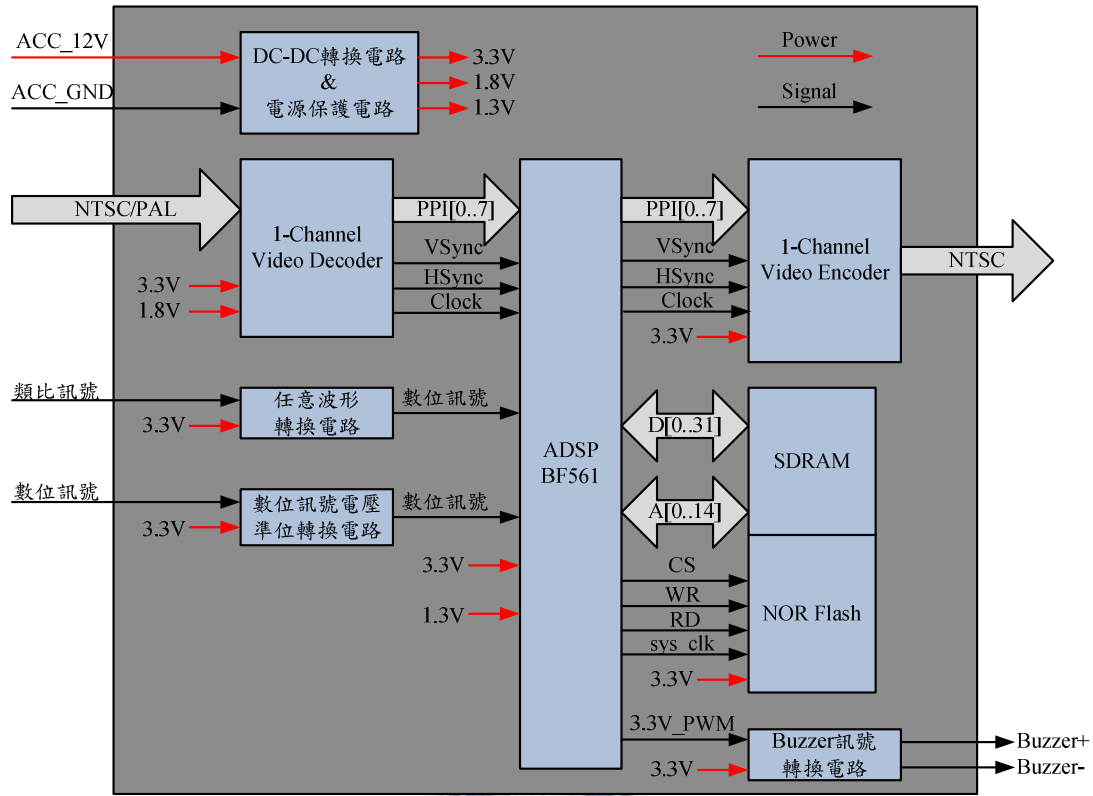 ACC_12V
ACC_GND
DC-DC轉換電路
&
電源保護電路
3.3V
1.8V
1.3V
Power
Signal
NTSC/PAL
1-Channel
Video Decoder
3.3V
1.8V
PPI[0..7]
VSync
HSync
Clock
ADSP
BF561
PPI[0..7]
VSync
HSync
Clock
3.3V
1-Channel
Video Encoder
NTSC
類比訊號
3.3V
任意波形
轉換電路
數位訊號
數位訊號
3.3V
數位訊號電壓
準位轉換電路
數位訊號
3.3V
1.3V
D[0..31]
A[0..14]
SDRAM
CS
WR
RD
sys_clk
3.3V
NOR Flash
3.3V_PWM
3.3V
Buzzer訊號
轉換電路
Buzzer+
Buzzer-